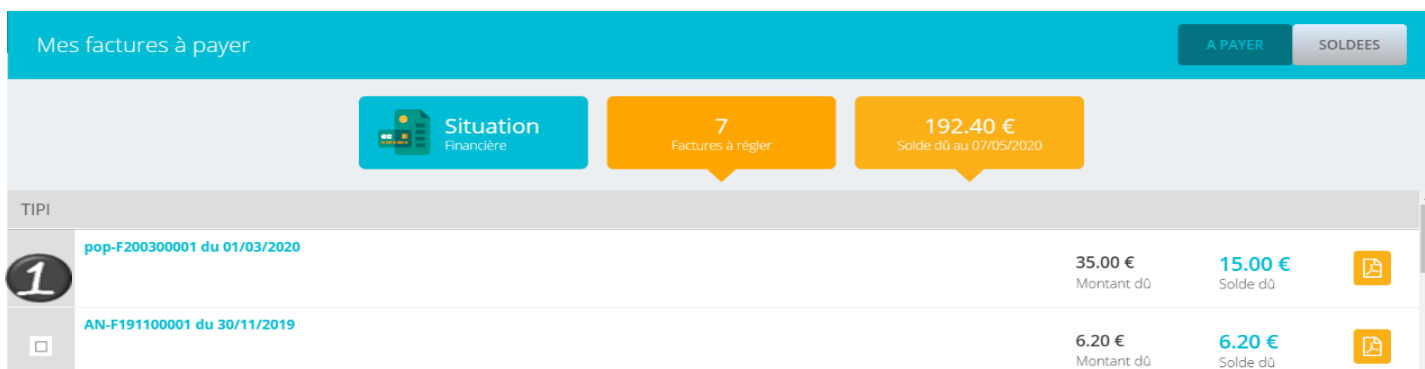 Mes factures à payer
A PAYER
SOLDEES
Situation
Financière
7
Factures à régler
192.40 €
Solde dû au 07/05/2020
TIPI
pop-F200300001 du 01/03/2020
1
35.00 €
Montant dû
15.00 €
Solde dû
AN-F191100001 du 30/11/2019
6.20 €
Montant dû
6.20 €
Solde dû